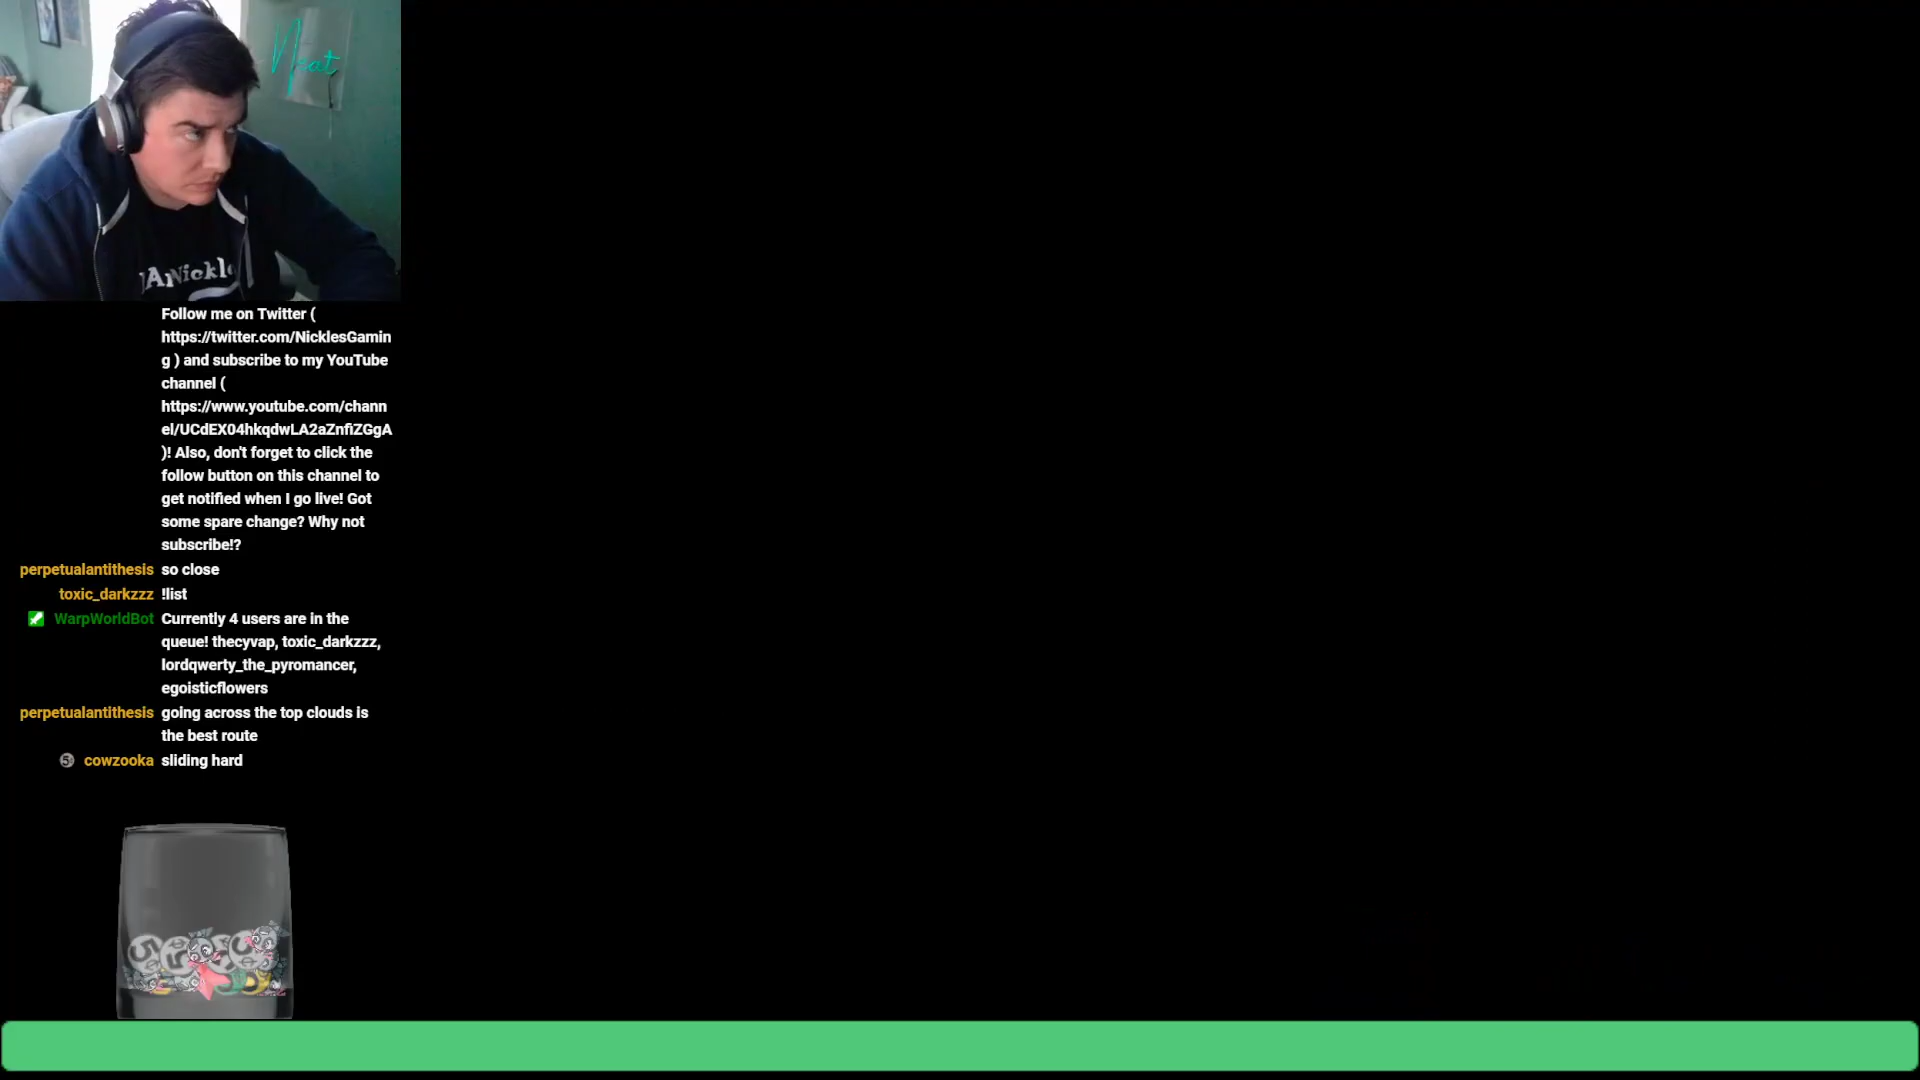 Neat
Follow me on Twitter (
https://twitter.com/NicklesGamin
g ) and subscribe to my YouTube
channel (
https://www.youtube.com/chann
el/UCdEX04hkqdwLA2aZnfiZGgA
)! Also, don't forget to click the
follow button on this channel to
get notified when I go live! Got
some spare change? Why not
subscribe!?
perpetualantithesis so close
toxic_darkzzz !list
WarpWorldBot Currently 4 users are in the
queue! thecyvap, toxic_darkzzz,
lordqwerty_the_pyromancer,
egoisticflowers
perpetualantithesis going across the top clouds is
the best route
5 cowzooka sliding hard